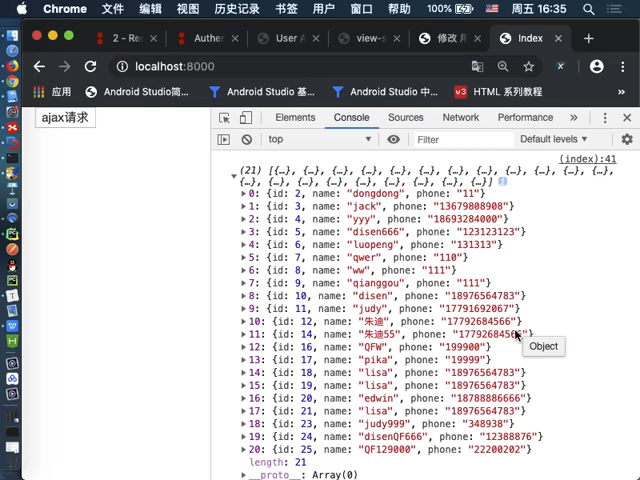 Chrome 文件 修改 视图 历史记录 书签 用户 窗口 帮助 100% 周五 16:35
2 - Re Auther User A view-s 修改 用 Index
localhost:8000
应用 Android Studio简... Android Studio 基... Android Studio 中... v3 HTML 系列教程 »
ajax请求
Elements Console Sources Network Performance »
top Filter Default levels ▼
(index):41
(21) [{…}, {…}, {…}, {…}, {…}, {…}, {…}, {…}, {…}, {…}, {…}, {…},
{…}, {…}, {…}, {…}, {…}, {…}, {…}, {…}, {…}] i
0: {id: 2, name: "dongdong", phone: "11"}
1: {id: 3, name: "jack", phone: "13679808908"}
2: {id: 4, name: "yyy", phone: "18693284000"}
3: {id: 5, name: "disen666", phone: "123123123"}
4: {id: 6, name: "luopeng", phone: "131313"}
5: {id: 7, name: "qwer", phone: "110"}
6: {id: 8, name: "ww", phone: "111"}
7: {id: 9, name: "qianggou", phone: "111"}
8: {id: 10, name: "disen", phone: "18976564783"}
9: {id: 11, name: "judy", phone: "17791692067"}
10: {id: 12, name: "朱迪", phone: "17792684566"}
11: {id: 14, name: "朱迪55", phone: "17792684566"}
12: {id: 16, name: "QFW", phone: "199900"}
Object
13: {id: 17, name: "pika", phone: "19999"}
14: {id: 18, name: "lisa", phone: "18976564783"}
15: {id: 19, name: "lisa", phone: "18976564783"}
16: {id: 20, name: "edwin", phone: "18788886666"}
17: {id: 21, name: "lisa", phone: "18976564783"}
18: {id: 23, name: "judy999", phone: "348938"}
19: {id: 24, name: "disenQF666", phone: "12388876"}
20: {id: 25, name: "QF129000", phone: "22200202"}
length: 21
__proto__: Array(0)